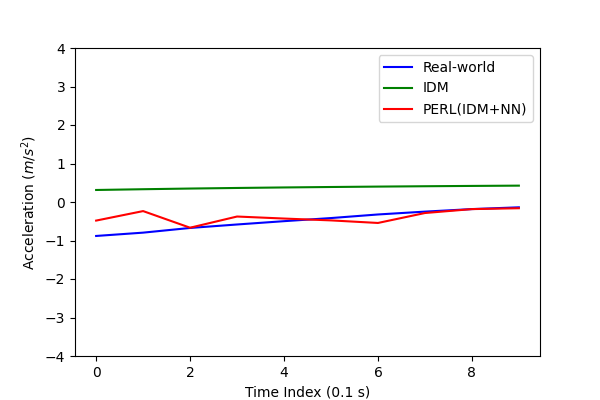 4
3
2
1
0
−1
−2
−3
−4
Acceleration (m/s²)
Real-world
IDM
PERL(IDM+NN)
0 2 4 6 8
Time Index (0.1 s)